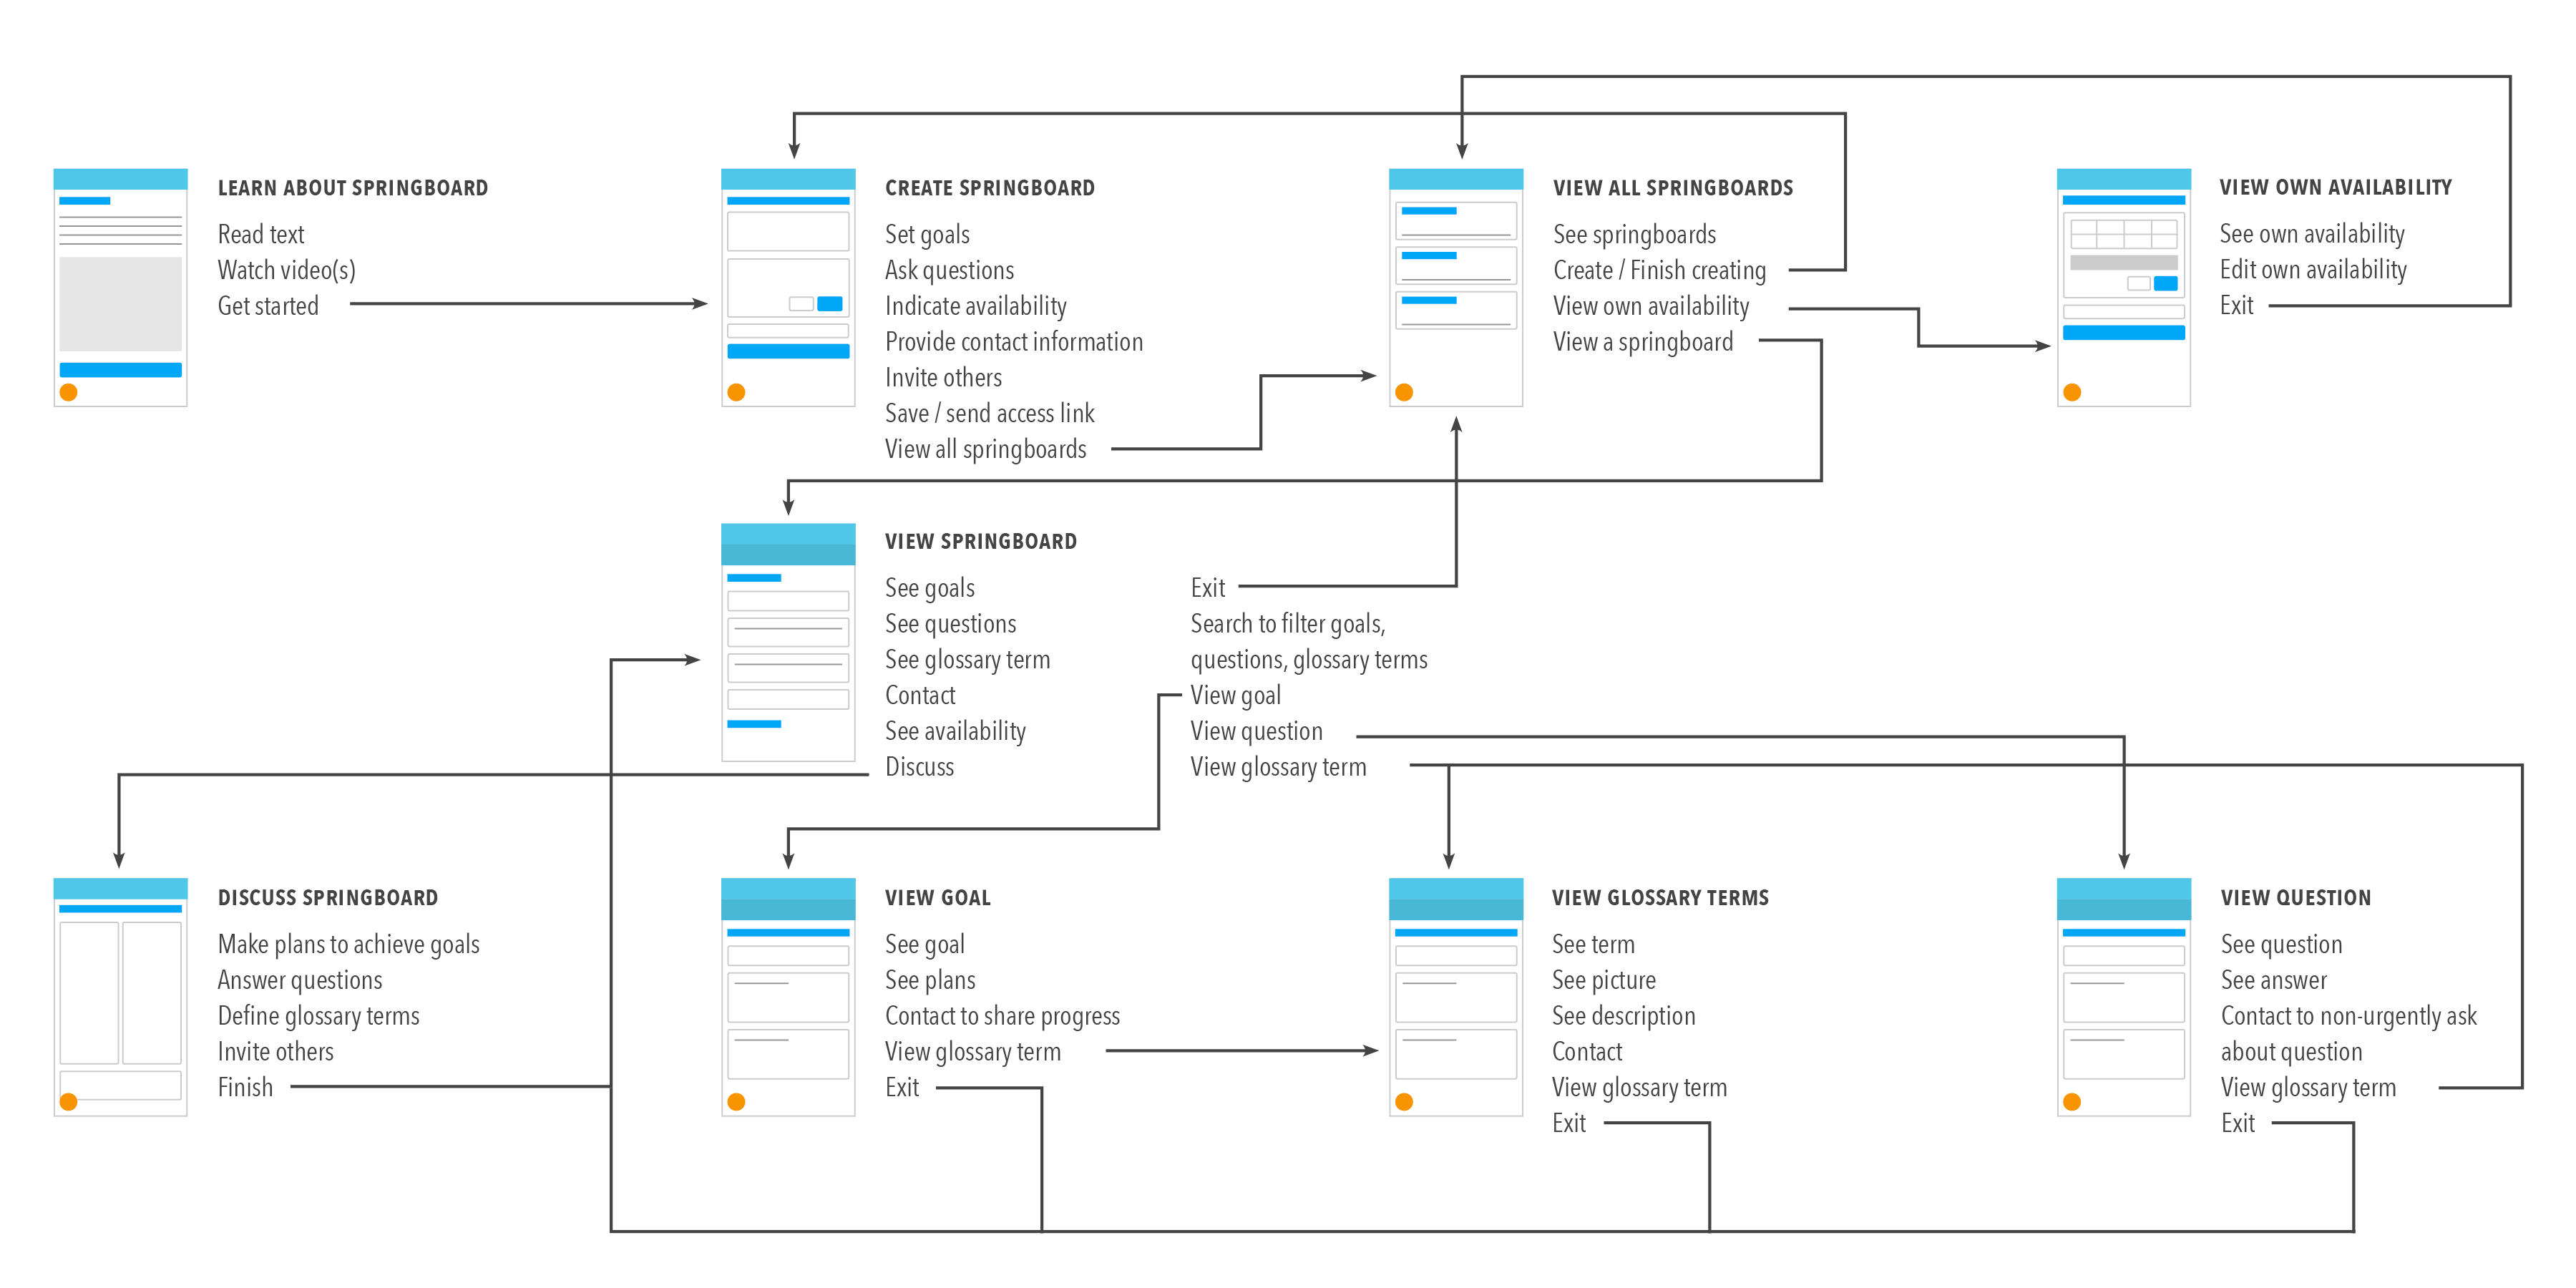 LEARN ABOUT SPRINGBOARD
Read text
Watch video(s)
Get started
CREATE SPRINGBOARD
Set goals
Ask questions
Indicate availability
Provide contact information
Invite others
Save / send access link
View all springboards
VIEW ALL SPRINGBOARDS
See springboards
Create / Finish creating
View own availability
View a springboard
VIEW OWN AVAILABILITY
See own availability
Edit own availability
Exit
VIEW SPRINGBOARD
See goals
See questions
See glossary term
Contact
See availability
Discuss
Exit
Search to filter goals,
questions, glossary terms
View goal
View question
View glossary term
DISCUSS SPRINGBOARD
Make plans to achieve goals
Answer questions
Define glossary terms
Invite others
Finish
VIEW GOAL
See goal
See plans
Contact to share progress
View glossary term
Exit
VIEW GLOSSARY TERMS
See term
See picture
See description
Contact
View glossary term
Exit
VIEW QUESTION
See question
See answer
Contact to non-urgently ask
about question
View glossary term
Exit